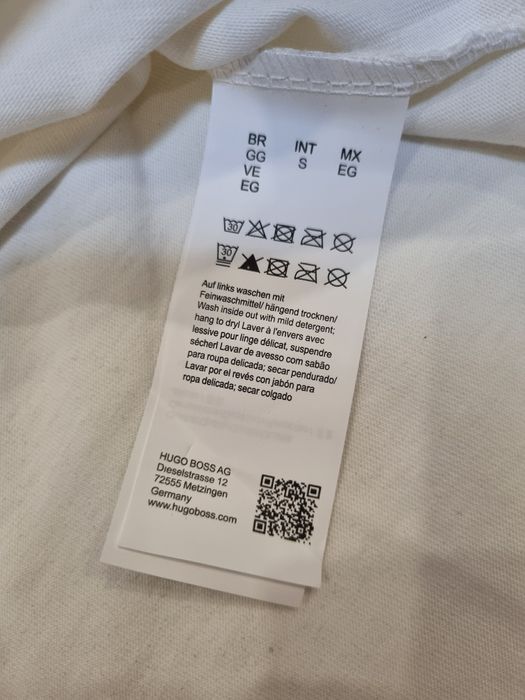 BR
GG
VE
EG
INT
S
MX
EG
30
30
Auf links waschen mit
Feinwaschmittel/ hängend trocknen/
Wash inside out with mild detergent;
hang to dry/ Laver à l'envers avec
lessive pour linge délicat, suspendre
sécher/ Lavar de avesso com sabão
para roupa delicada; secar pendurado/
Lavar por el revés con jabón para
ropa delicada; secar colgado
HUGO BOSS AG
Dieselstrasse 12
72555 Metzingen
Germany
www.hugoboss.com